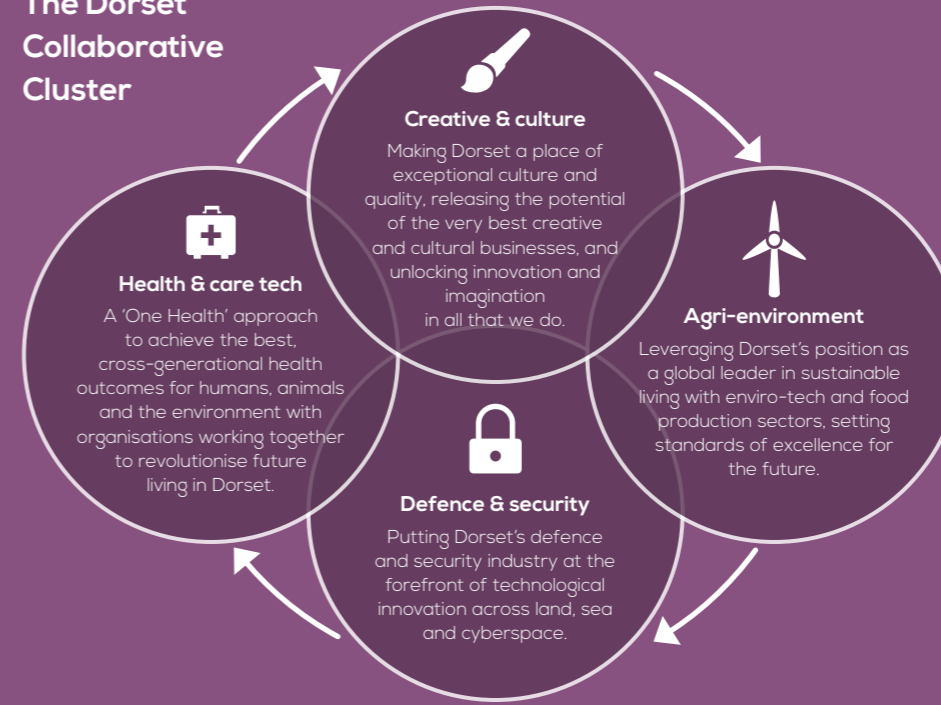 The Dorset
Collaborative
Cluster
Creative & culture
Making Dorset a place of
exceptional culture and
quality, releasing the potential
of the very best creative
and cultural businesses, and
unlocking innovation and
imagination
in all that we do.
Health & care tech
A ‘One Health’ approach
to achieve the best,
cross-generational health
outcomes for humans, animals
and the environment with
organisations working together
to revolutionise future
living in Dorset.
Agri-environment
Leveraging Dorset’s position as
a global leader in sustainable
living with enviro-tech and food
production sectors, setting
standards of excellence for
the future.
Defence & security
Putting Dorset’s defence
and security industry at the
forefront of technological
innovation across land, sea
and cyberspace.